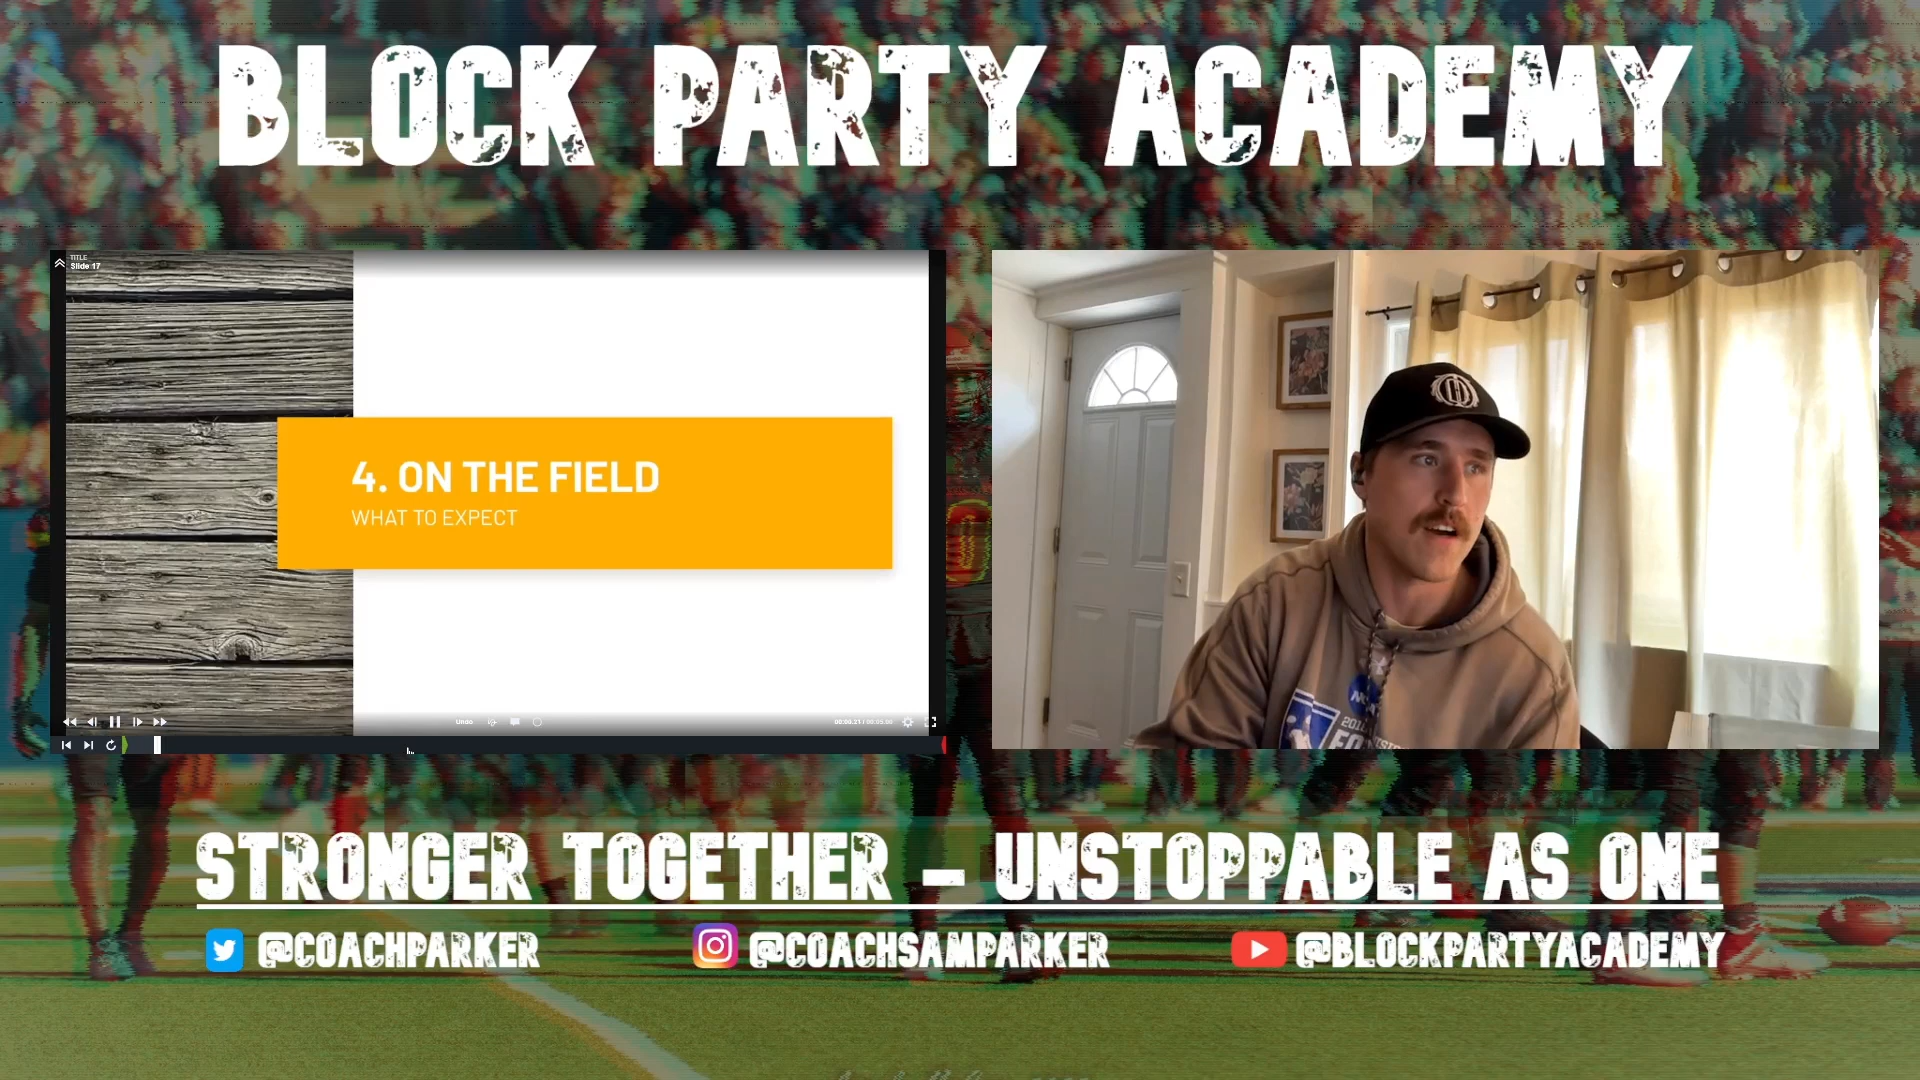 BLOCK PARTY ACADEMY
TITLE
Slide 17
4. ON THE FIELD
WHAT TO EXPECT
Undo
STRONGER TOGETHER – UNSTOPPABLE AS ONE
@COACHPARKER
@COACHSAMPARKER
@BLOCKPARTYACADEMY